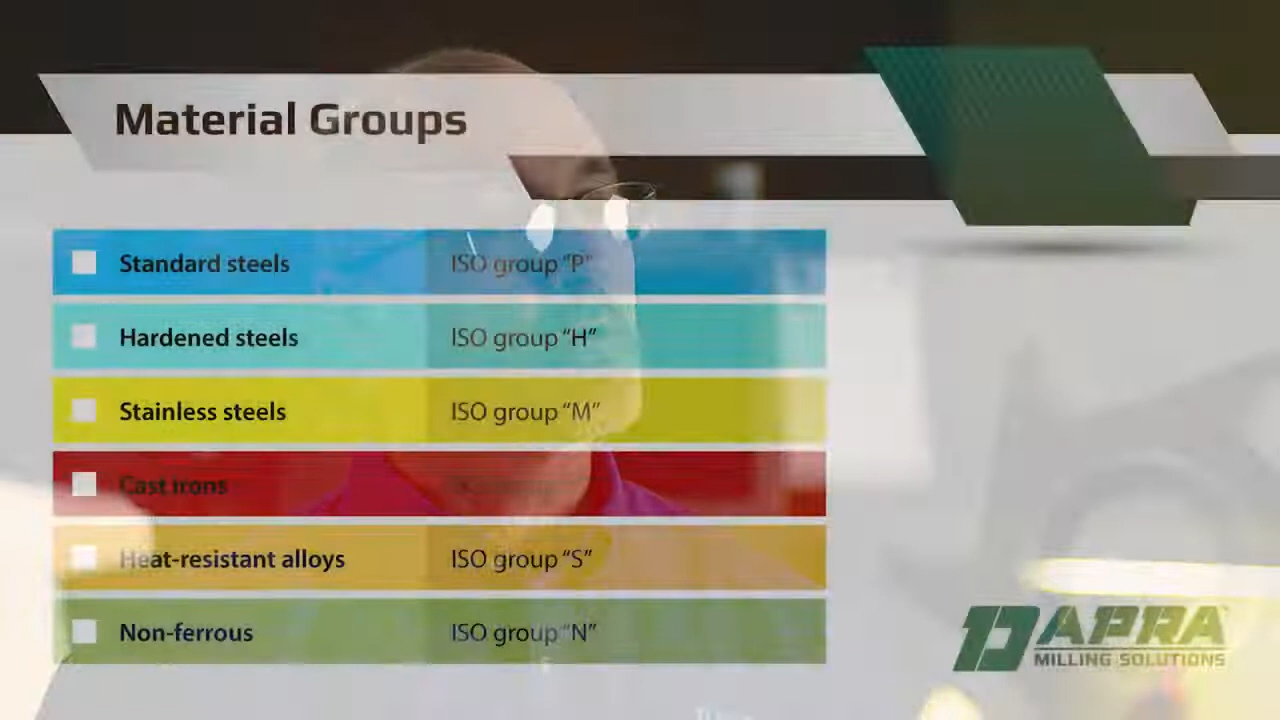 Material Groups
Standard steels ISO group “P”
Hardened steels ISO group “H”
Stainless steels ISO group “M”
Cast irons
Heat-resistant alloys ISO group “S”
Non-ferrous ISO group “N”
DAPRA
MILLING SOLUTIONS